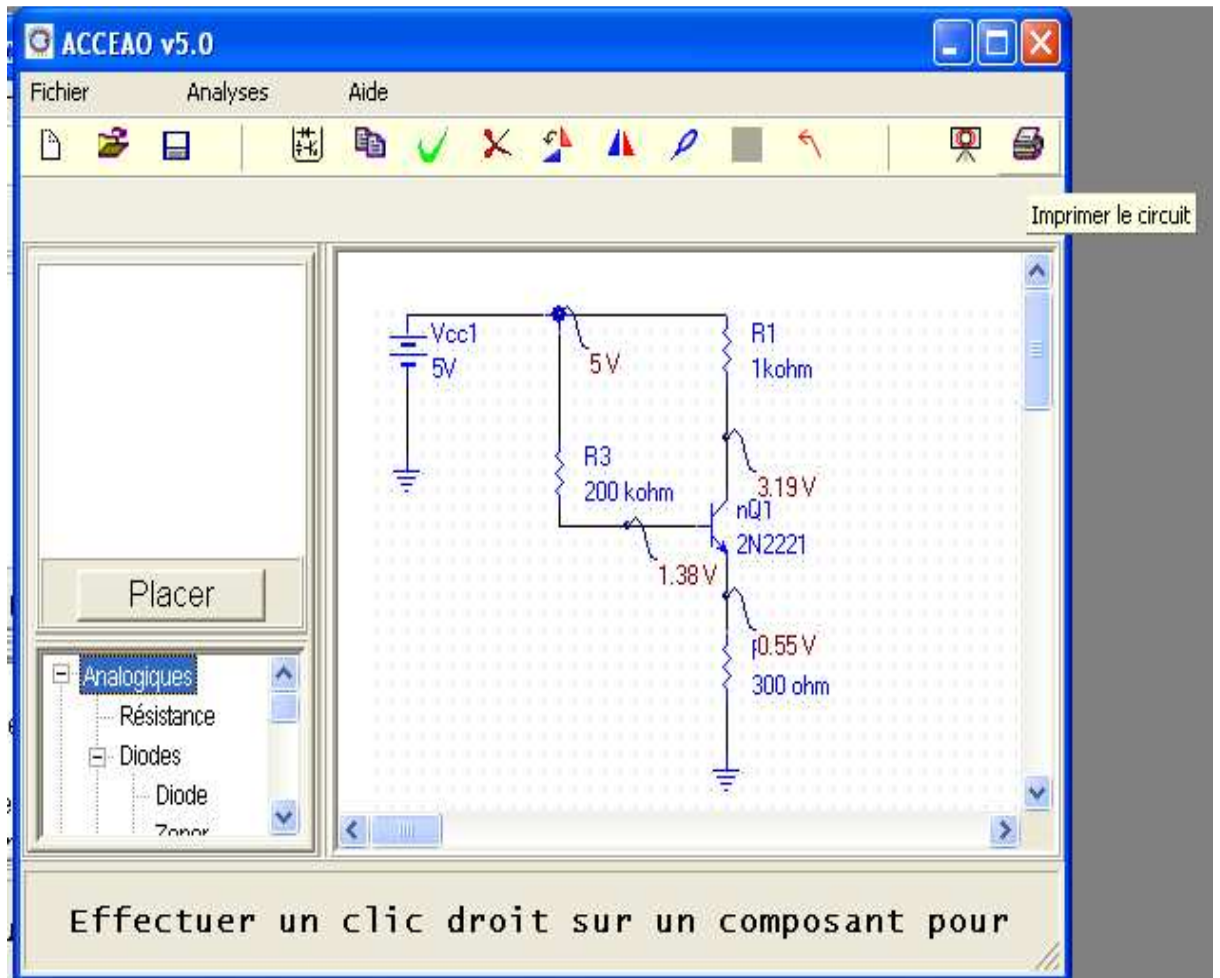 ACCEAO v5.0
Fichier Analyses Aide
Imprimer le circuit
Vcc1
5V
5 V
R1
1kohm
R3
200 kohm
3.19 V
nQ1
2N2221
1.38 V
0.55 V
300 ohm
Placer
Analogiques
Résistance
Diodes
Diode
Effectuer un clic droit sur un composant pour